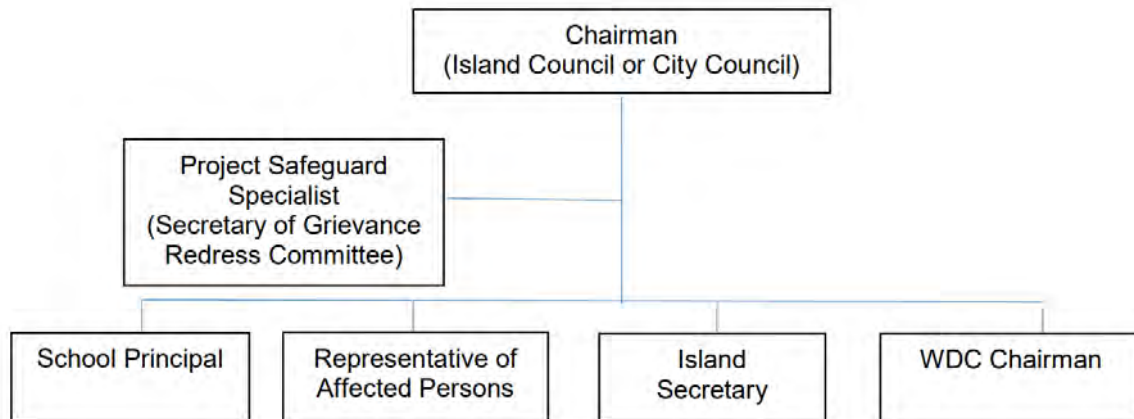 Chairman
(Island Council or City Council)
Project Safeguard
Specialist
(Secretary of Grievance
Redress Committee)
School Principal
Representative of
Affected Persons
Island
Secretary
WDC Chairman